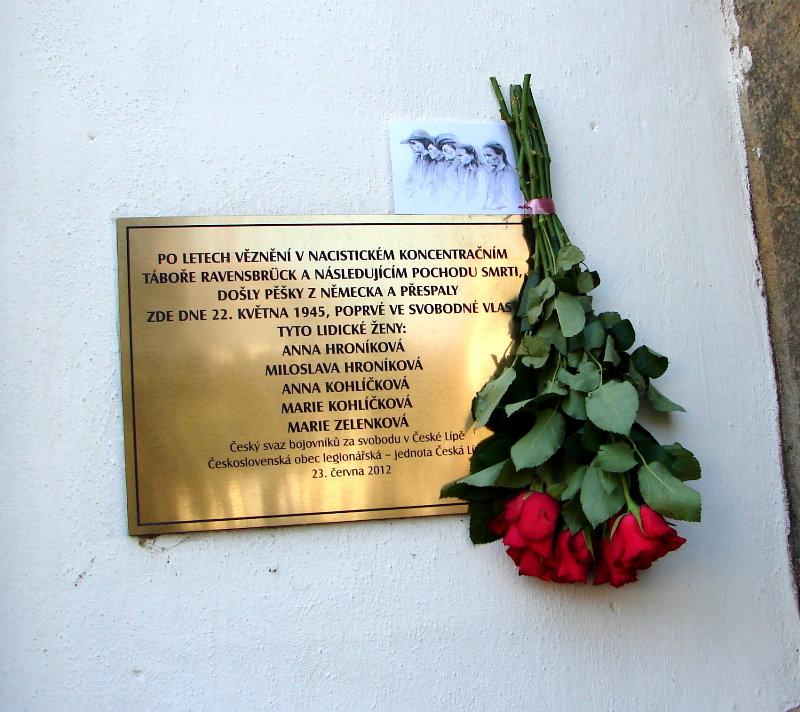 PO LETECH VĚZNĚNÍ V NACISTICKÉM KONCENTRAČNÍM
TÁBOŘE RAVENSBRÜCK A NÁSLEDUJÍCÍM POCHODU SMRTI,
DOŠLY PĚŠKY Z NĚMECKA A PŘESPALY
ZDE DNE 22. KVĚTNA 1945, POPRVÉ VE SVOBODNÉ
TYTO LIDICKÉ ŽENY:
ANNA HRONÍKOVÁ
MILOSLAVA HRONÍKOVÁ
ANNA KOHLÍČKOVÁ
MARIE KOHLÍČKOVÁ
MARIE ZELENKOVÁ
Český svaz bojovníků za svobodu v České Lípě
Československá obec legionářská – jednota Česká
23. června 2012